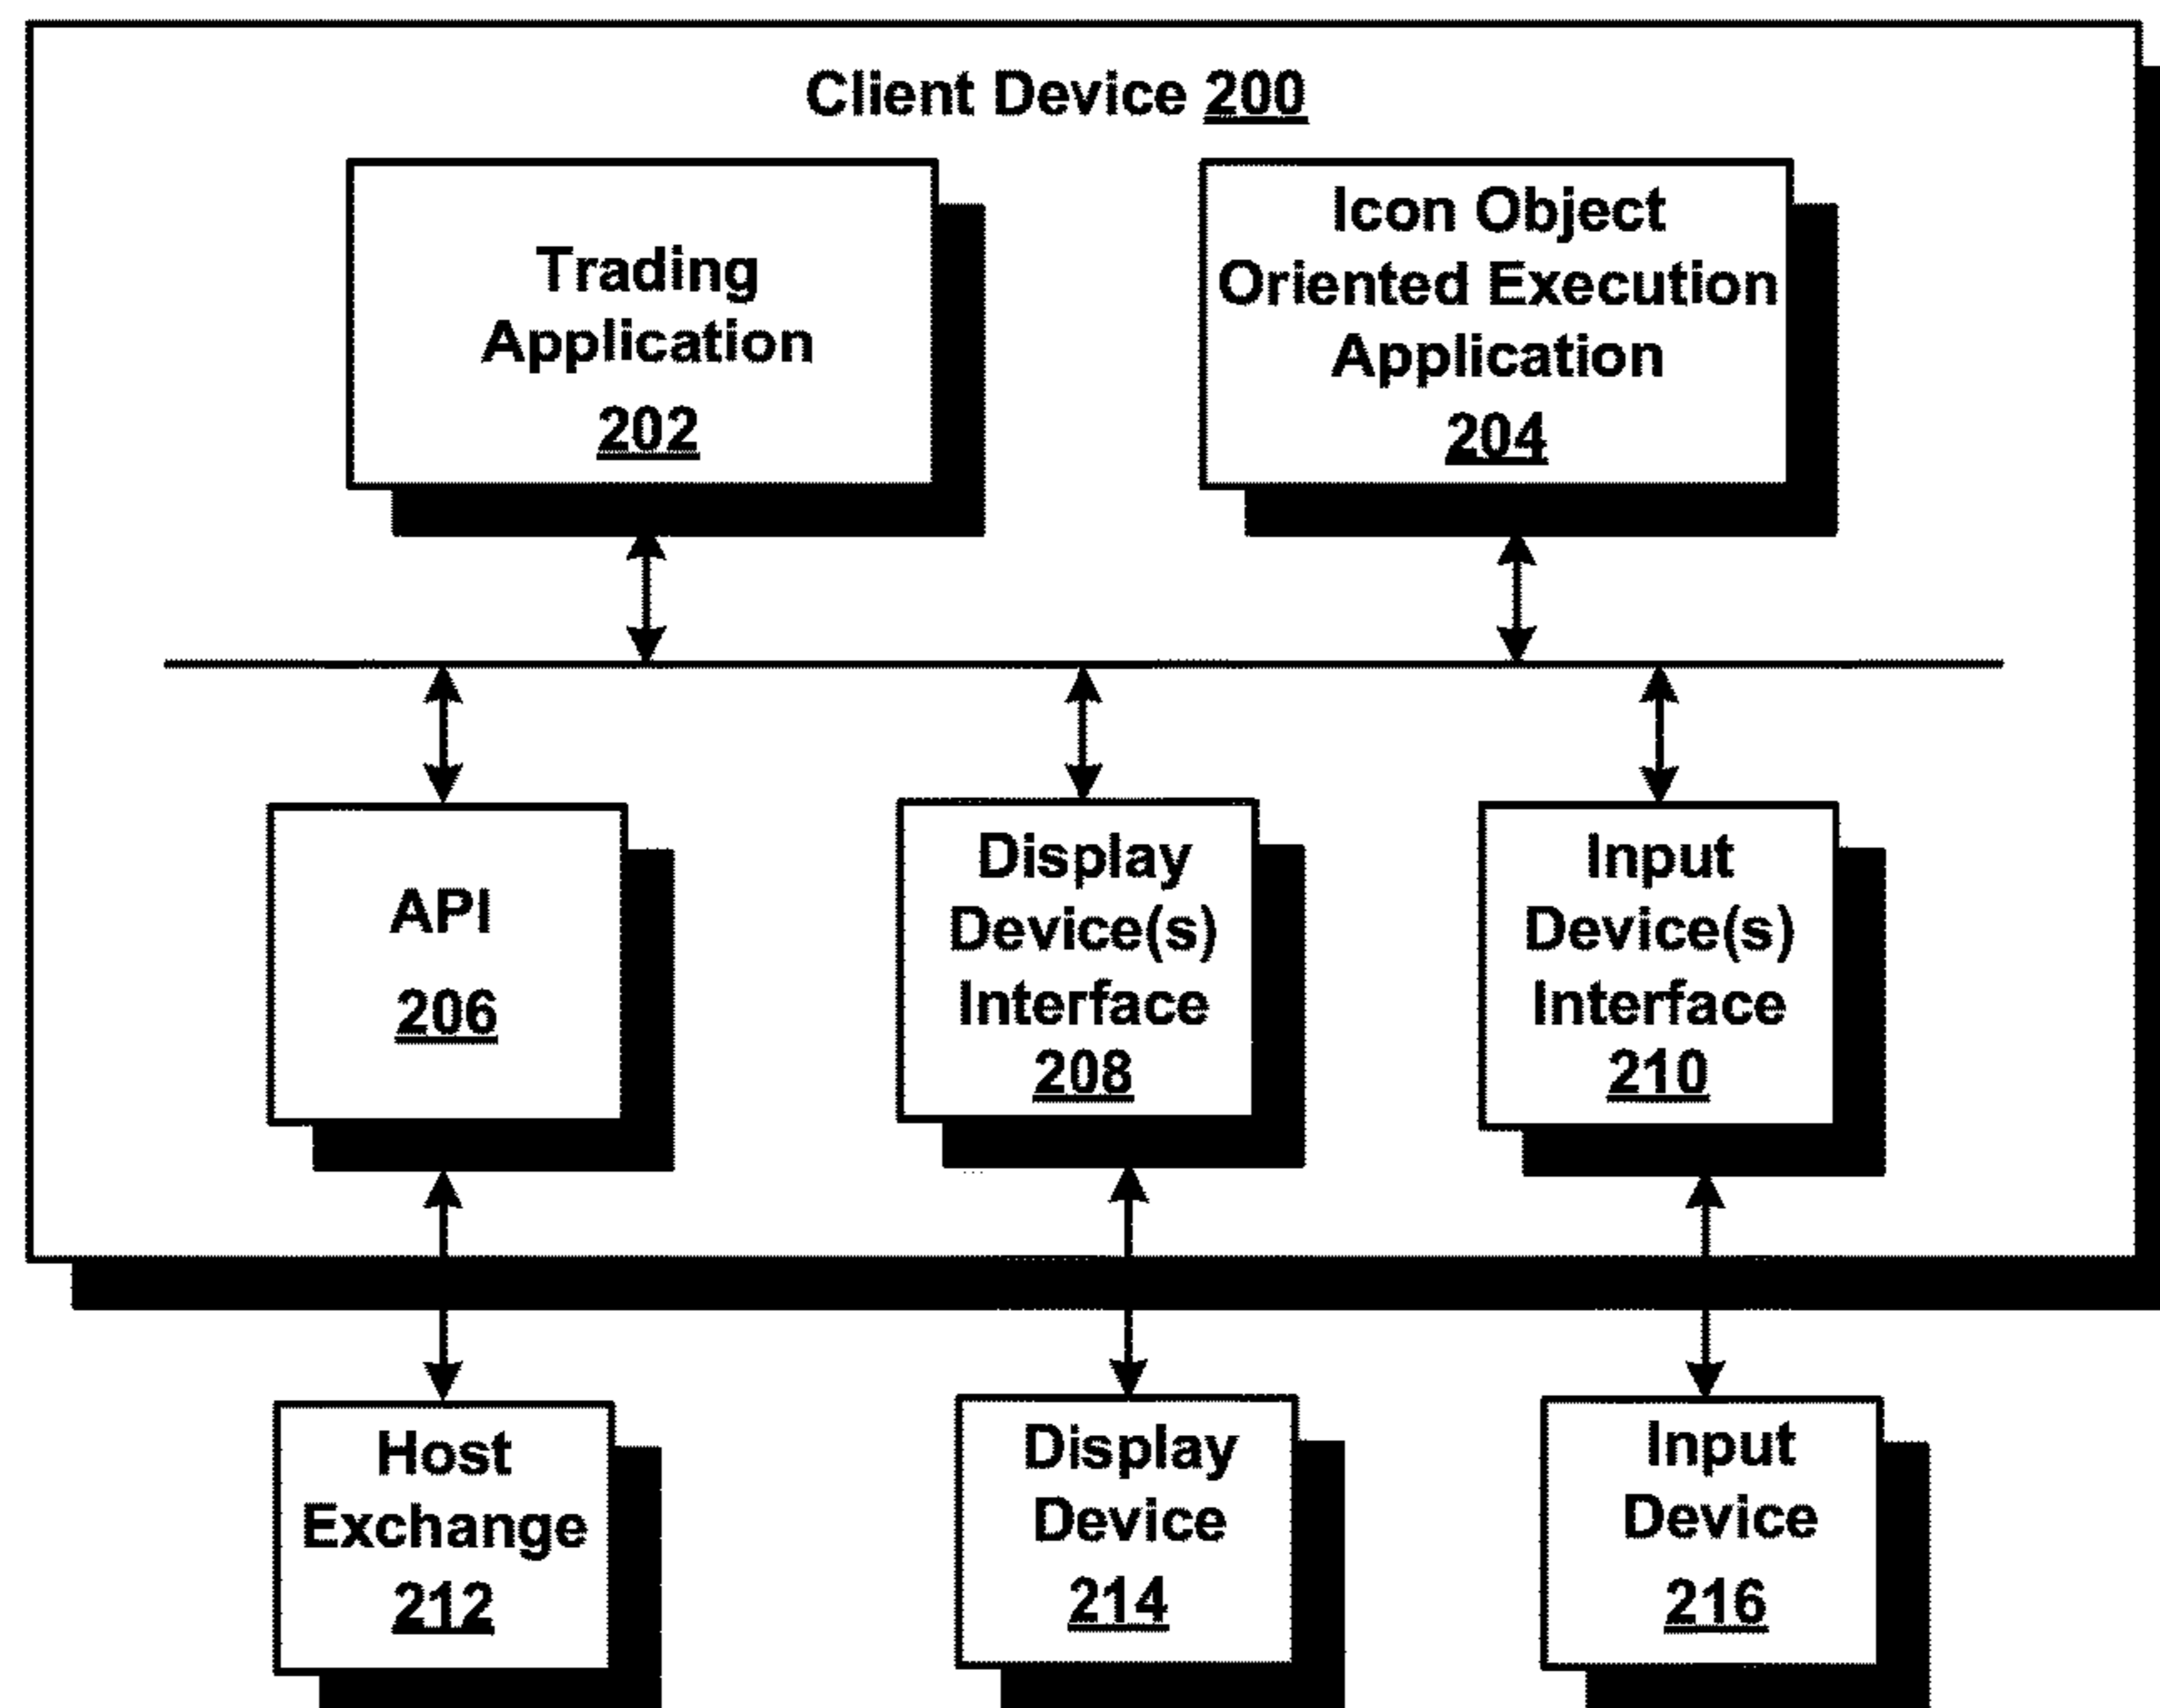 Client Device 200
Trading
Application
202
Icon Object
Oriented Execution
Application
204
API
206
Display
Device(s)
Interface
208
Input
Device(s)
Interface
210
Host
Exchange
212
Display
Device
214
Input
Device
216